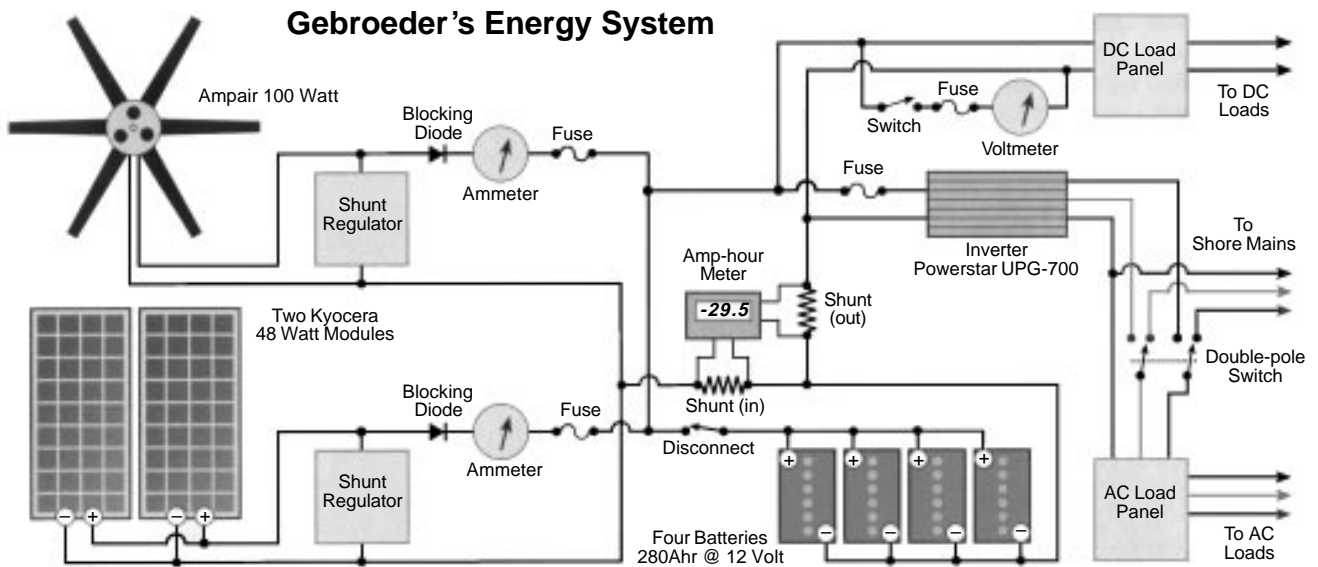 Gebroeder's Energy System
Ampair 100 Watt
Blocking
Diode
Ammeter
Fuse
Shunt
Regulator
DC Load
Panel
To DC
Loads
Switch
Fuse
Voltmeter
Fuse
Inverter
Powerstar UPG-700
To
Shore Mains
Amp-hour
Meter
-29.5
Shunt
(out)
Shunt (in)
Double-pole
Switch
Two Kyocera
48 Watt Modules
Blocking
Diode
Ammeter
Fuse
Disconnect
Shunt
Regulator
− + − +
+ + + +
− − − −
Four Batteries
280Ahr @ 12 Volt
AC Load
Panel
To AC
Loads